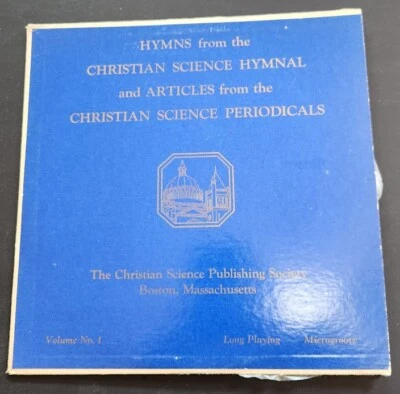 HYMNS from the
CHRISTIAN SCIENCE HYMNAL
and ARTICLES from the
CHRISTIAN SCIENCE PERIODICALS
The Christian Science Publishing Society
Boston, Massachusetts
Volume No. 1 Long Playing Microgroove